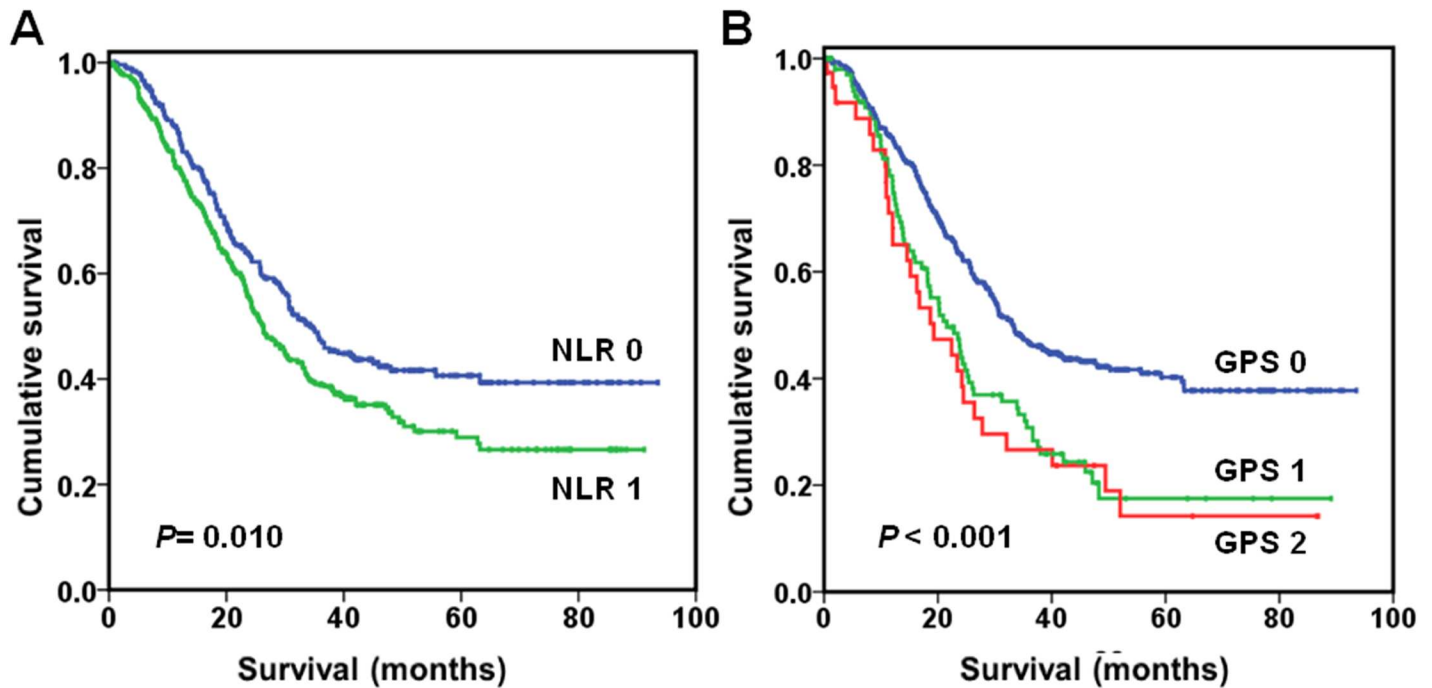 A
Cumulative survival
1.0
0.8
0.6
0.4
0.2
0.0
NLR 0
NLR 1
P= 0.010
0 20 40 60 80 100
Survival (months)
B
Cumulative survival
1.0
0.8
0.6
0.4
0.2
0.0
GPS 0
GPS 1
GPS 2
P< 0.001
0 20 40 60 80 100
Survival (months)